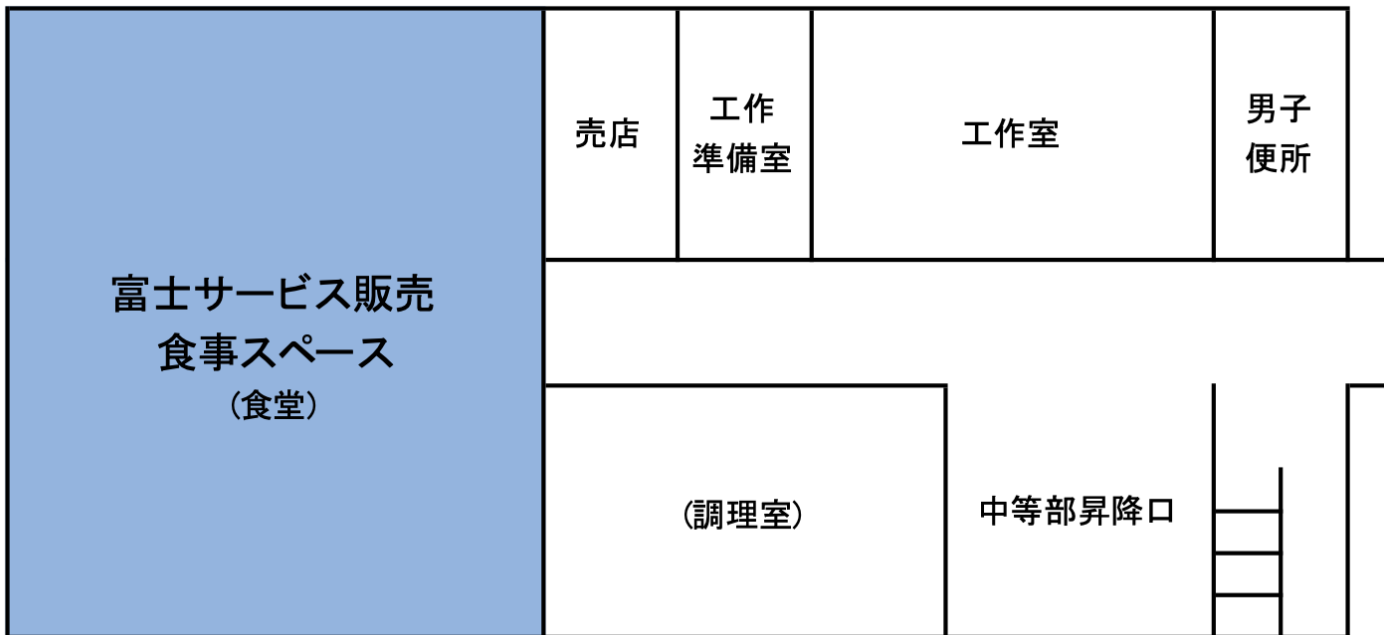 富士サービス販売
食事スペース
(食堂)
売店
工作
準備室
工作室
男子
便所
(調理室)
中等部昇降口